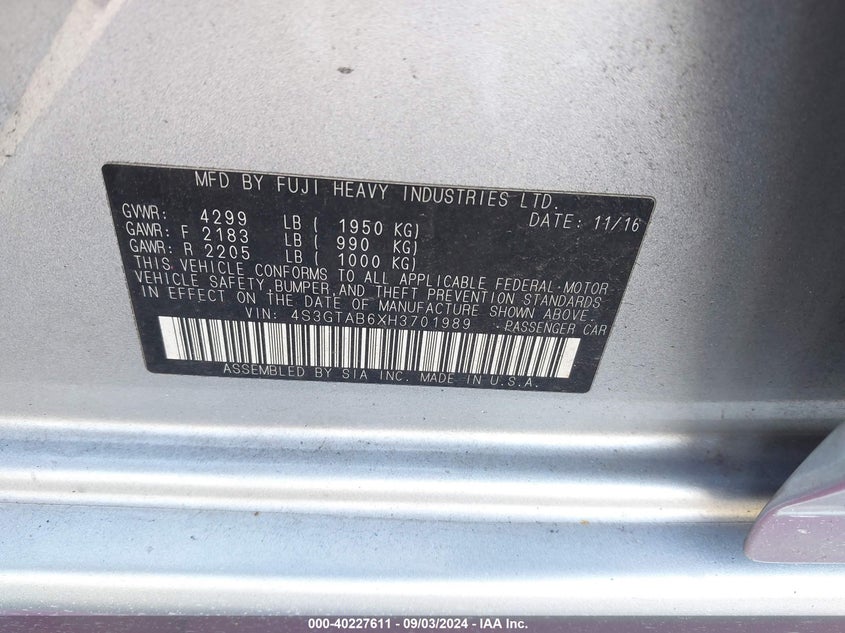 MFD BY FUJI HEAVY INDUSTRIES LTD.
GVWR: 4299 LB ( 1950 KG) DATE: 11/16
GAWR: F 2183 LB ( 990 KG)
GAWR: R 2205 LB ( 1000 KG)
THIS VEHICLE CONFORMS TO ALL APPLICABLE FEDERAL MOTOR
VEHICLE SAFETY, BUMPER, AND THEFT PREVENTION STANDARDS
IN EFFECT ON THE DATE OF MANUFACTURE SHOWN ABOVE.
VIN: 4S3GTAB6XH3701989 PASSENGER CAR
ASSEMBLED BY SIA INC. MADE IN U.S.A.
000-40227611 - 09/03/2024 - IAA Inc.